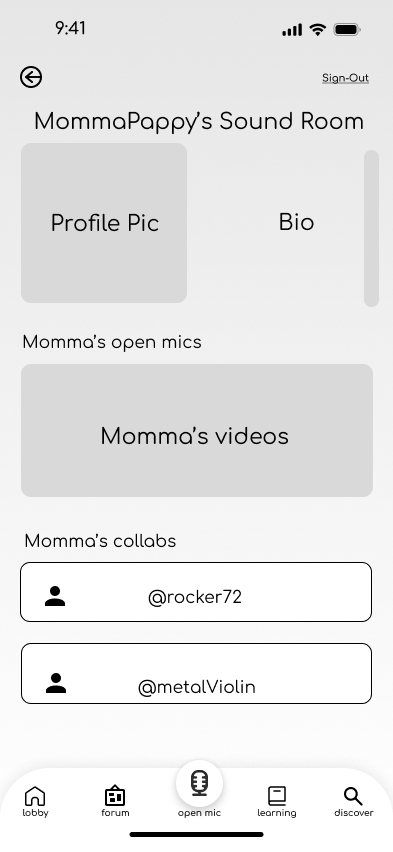 9:41
Sign-Out
MommaPappy's Sound Room
Profile Pic
Bio
Momma's open mics
Momma's videos
Momma's collabs
@rocker72
@metalViolin
lobby
forum
open mic
learning
discover